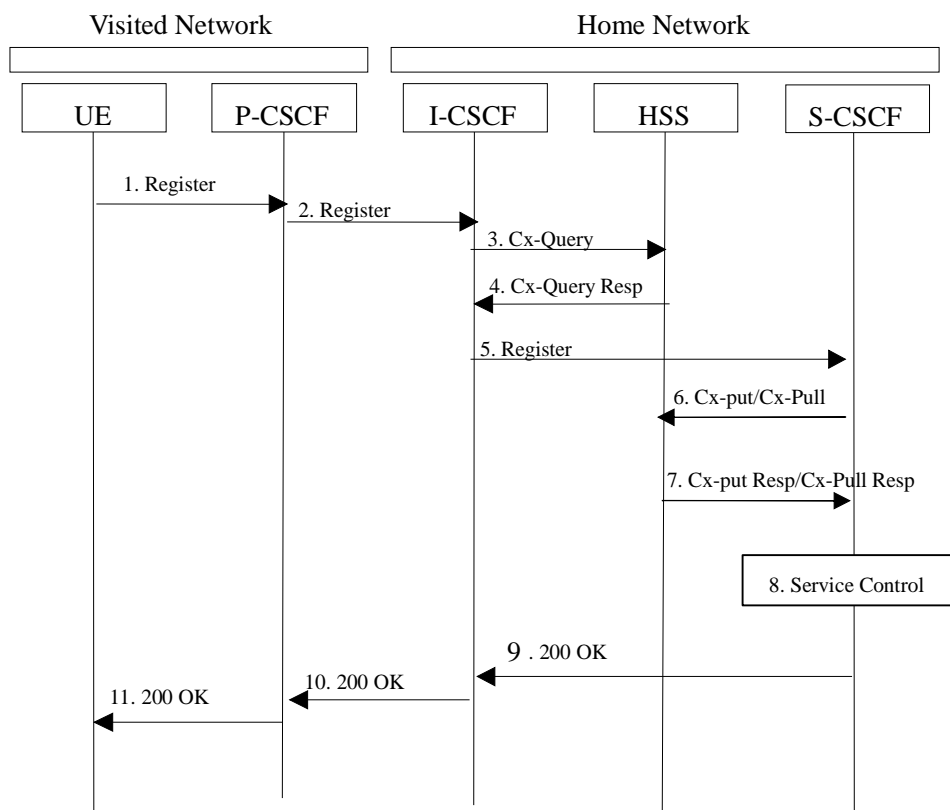 Visited Network
Home Network
UE
P-CSCF
I-CSCF
HSS
S-CSCF
1. Register
2. Register
3. Cx-Query
4. Cx-Query Resp
5. Register
6. Cx-put/Cx-Pull
7. Cx-put Resp/Cx-Pull Resp
8. Service Control
9 . 200 OK
10. 200 OK
11. 200 OK